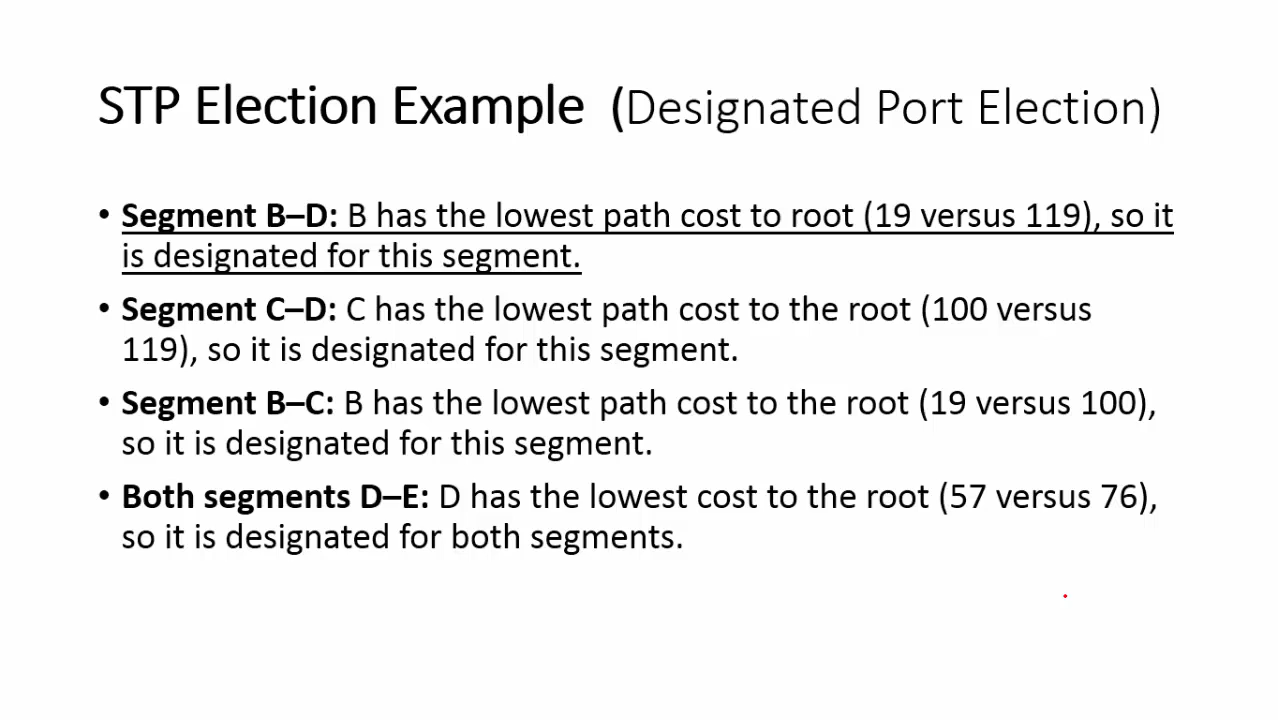 STP Election Example (Designated Port Election)
• Segment B–D: B has the lowest path cost to root (19 versus 119), so it
is designated for this segment.
• Segment C–D: C has the lowest path cost to the root (100 versus
119), so it is designated for this segment.
• Segment B–C: B has the lowest path cost to the root (19 versus 100),
so it is designated for this segment.
• Both segments D–E: D has the lowest cost to the root (57 versus 76),
so it is designated for both segments.